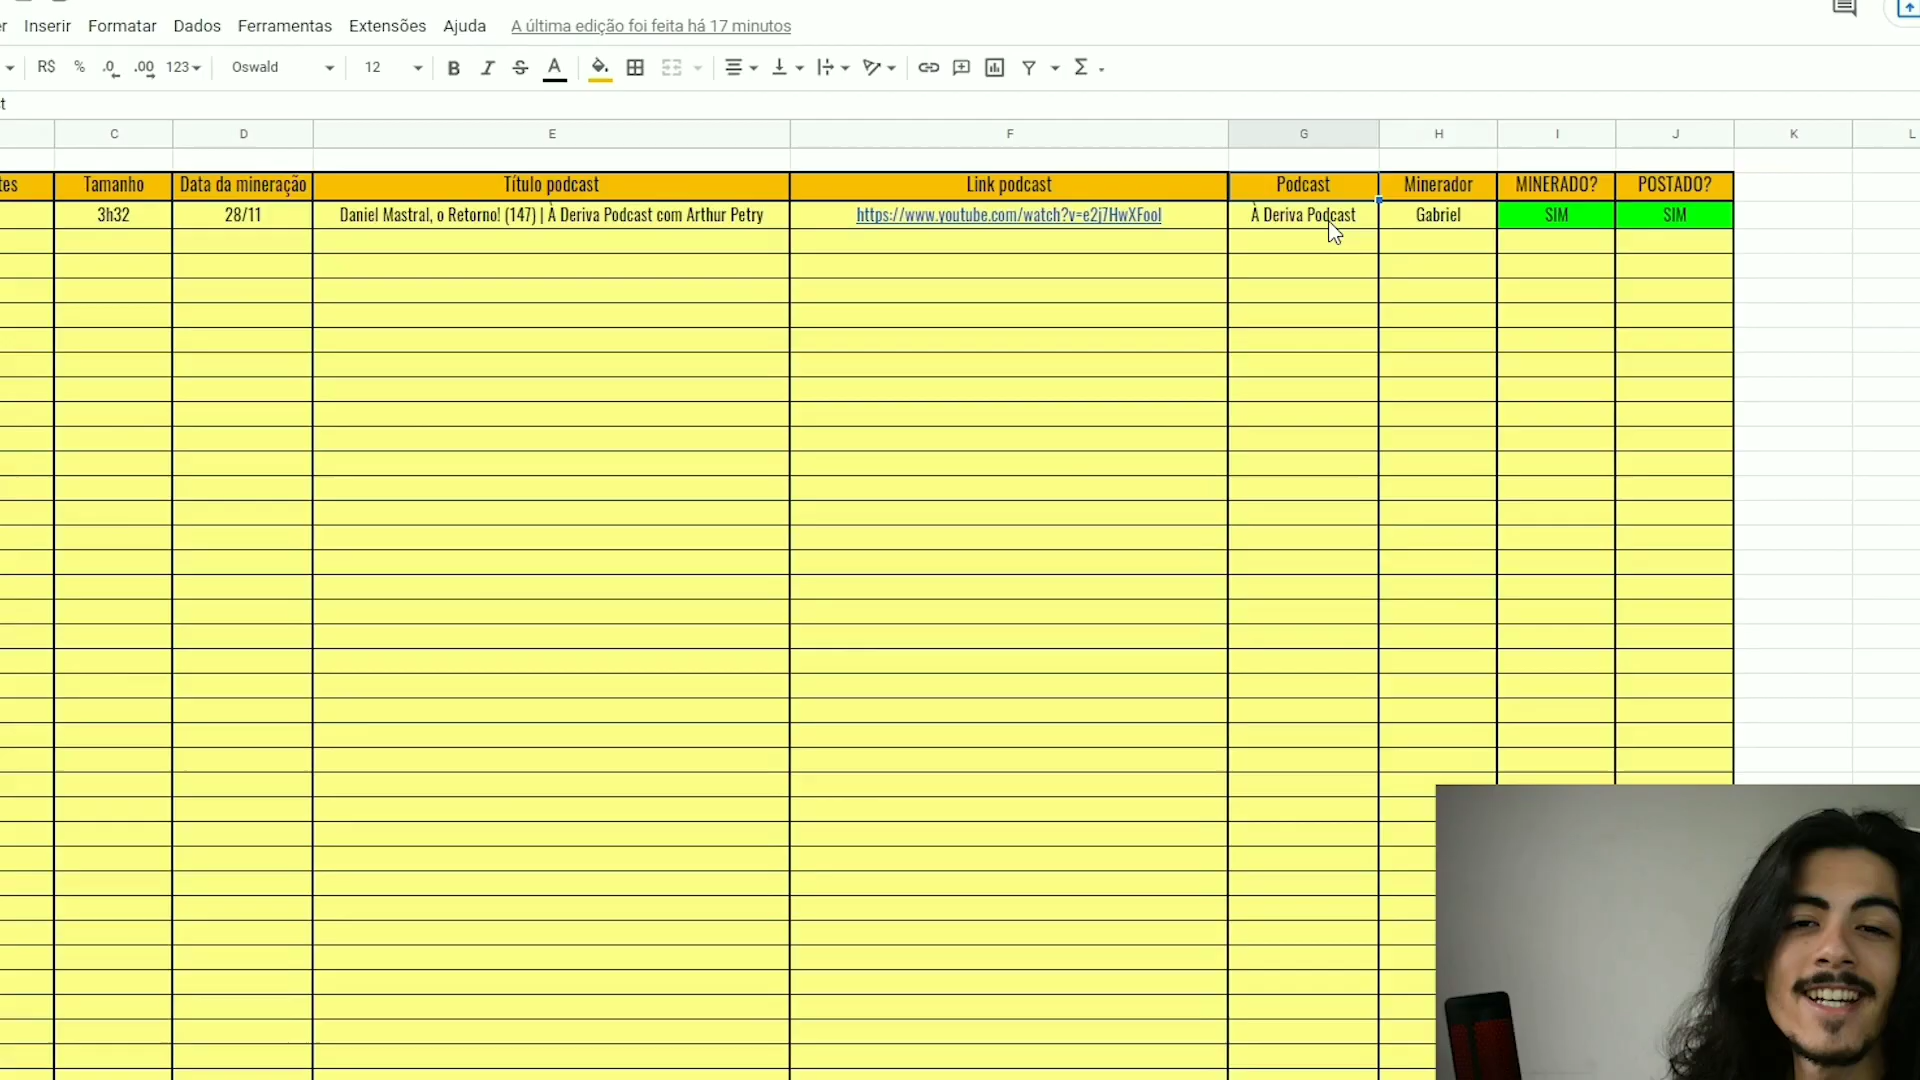 er Inserir Formatar Dados Ferramentas Extensões Ajuda A última edição foi feita há 17 minutos
R$ % .0 .00 123 Oswald 12 B I S A Σ
t
C D E F G H I J K L
tes Tamanho Data da mineração Título podcast Link podcast Podcast Minerador MINERADO? POSTADO?
3h32 28/11 Daniel Mastral, o Retorno! (147) | À Deriva Podcast com Arthur Petry https://www.youtube.com/watch?v=e2j7HwXFooI À Deriva Podcast Gabriel SIM SIM